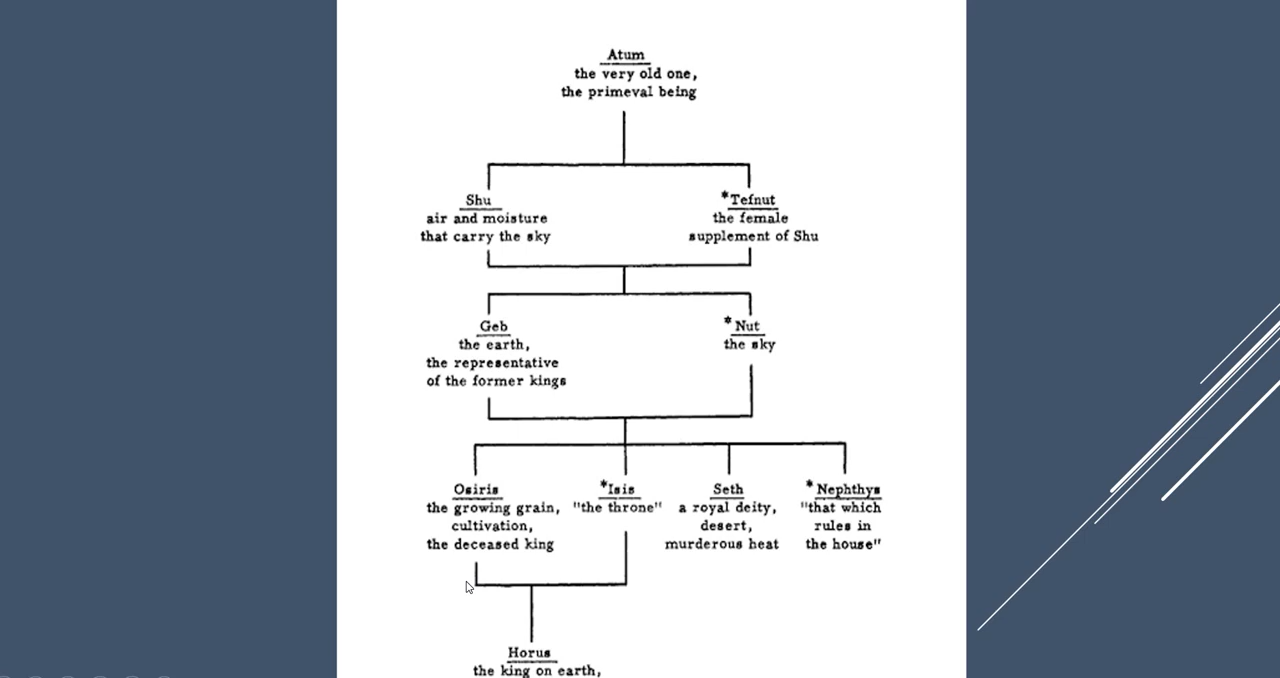 Atum
the very old one,
the primeval being
Shu
air and moisture
that carry the sky
*Tefnut
the female
supplement of Shu
Geb
the earth,
the representative
of the former kings
*Nut
the sky
Osiris
the growing grain,
cultivation,
the deceased king
*Isis
"the throne"
Seth
a royal deity,
desert,
murderous heat
*Nephthys
"that which
rules in
the house"
Horus
the king on earth,